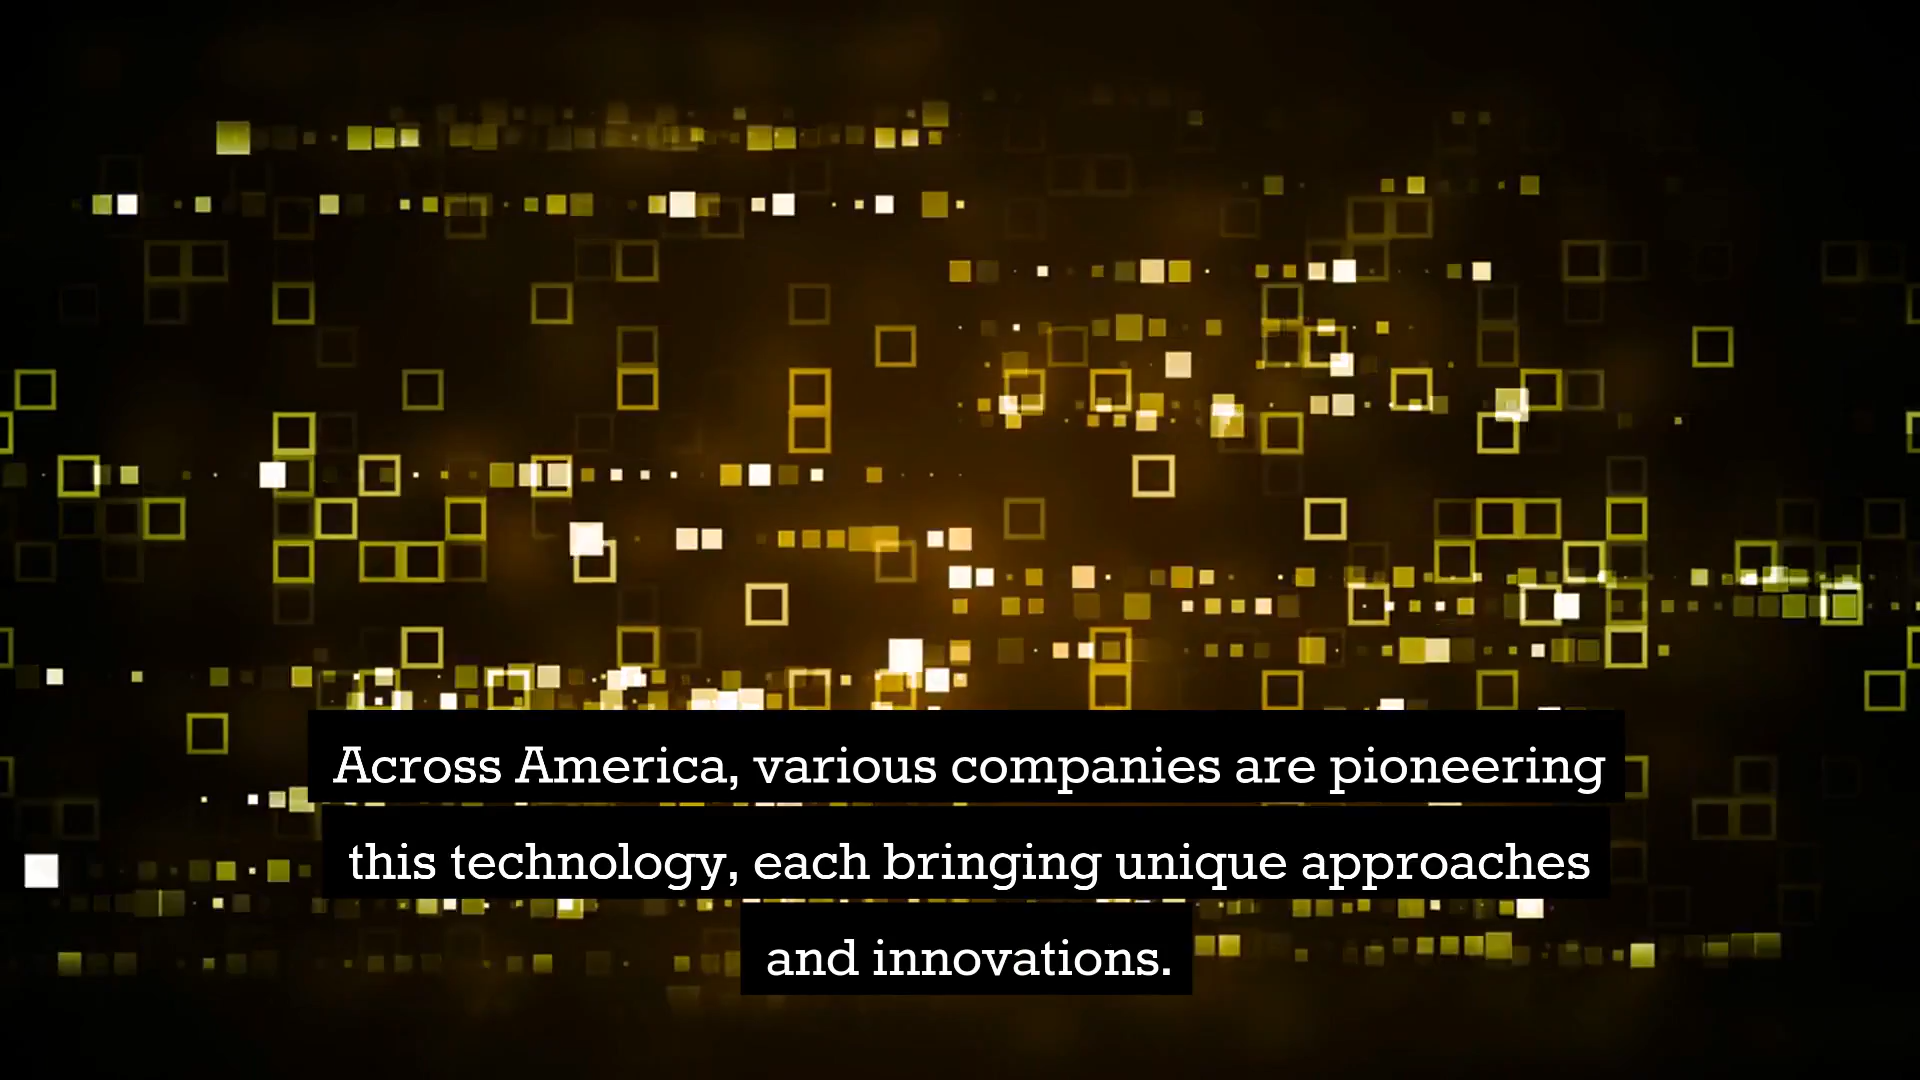 Across America, various companies are pioneering
this technology, each bringing unique approaches
and innovations.